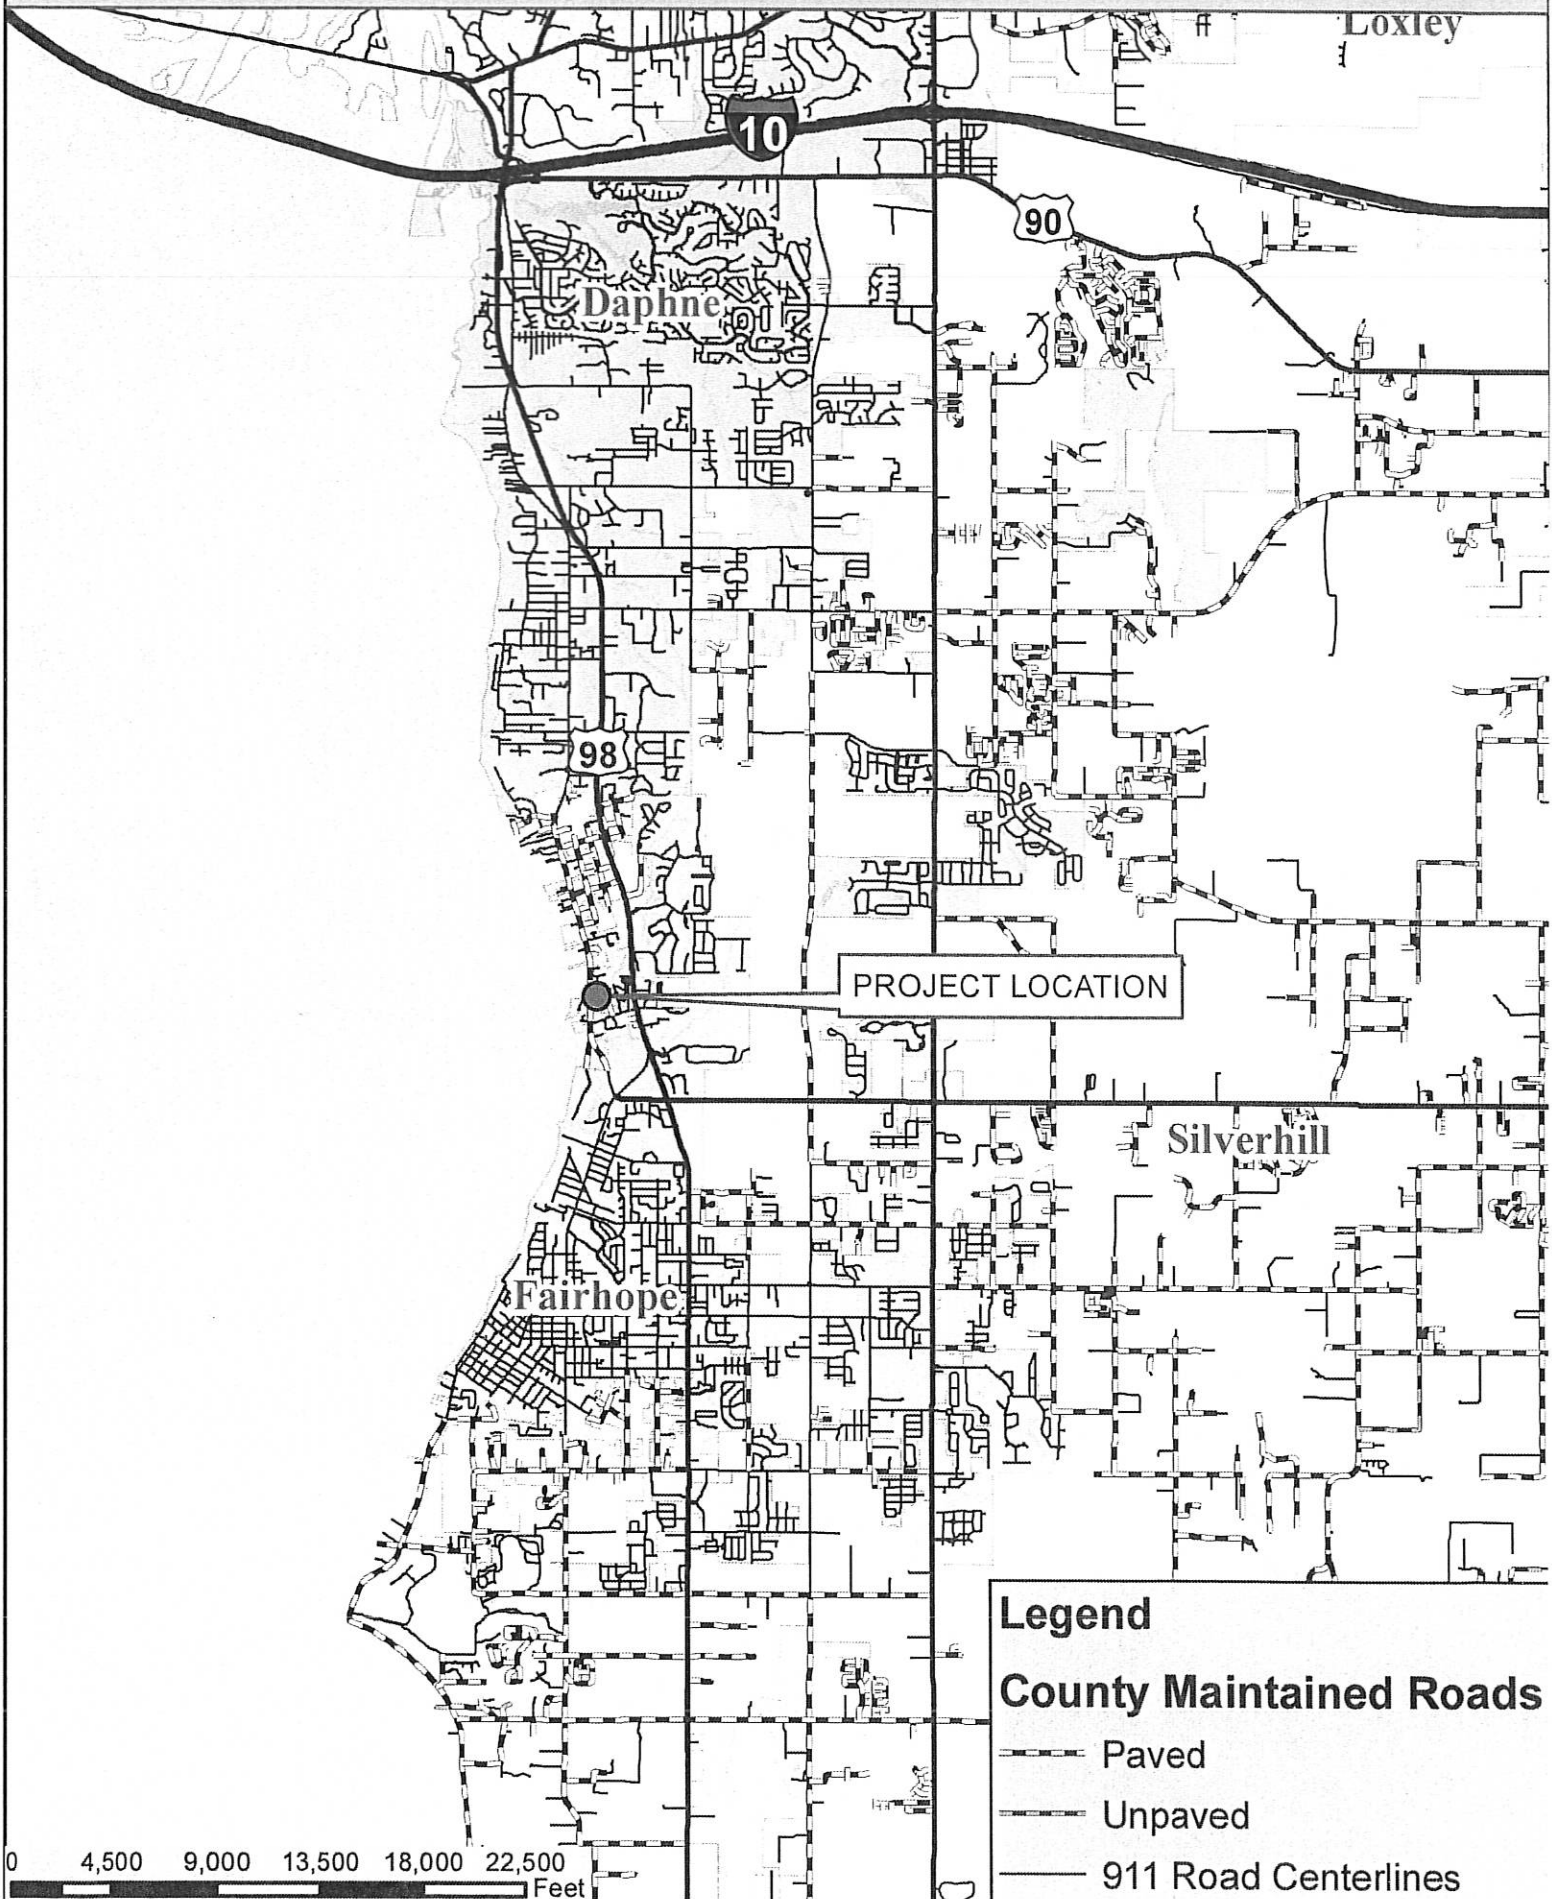 Loxley
10
90
Daphne
98
PROJECT LOCATION
Silverhill
Fairhope
Legend
County Maintained Roads
Paved
Unpaved
911 Road Centerlines
0 4,500 9,000 13,500 18,000 22,500
Feet